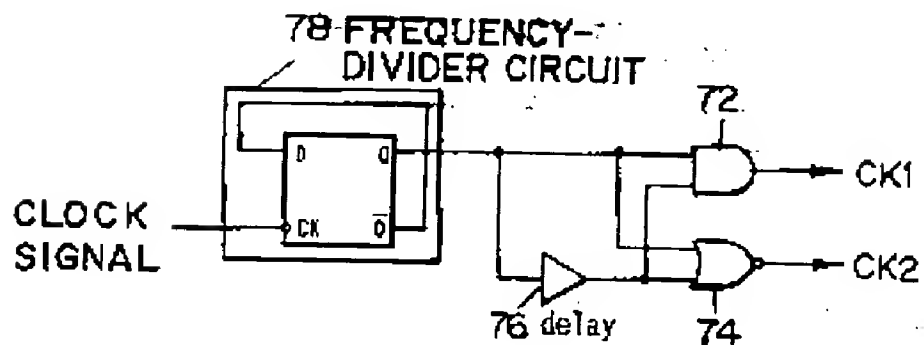 78 FREQUENCY-
DIVIDER CIRCUIT
72
D Q
CK1
CLOCK
SIGNAL
CK Q̅
CK2
76 delay
74